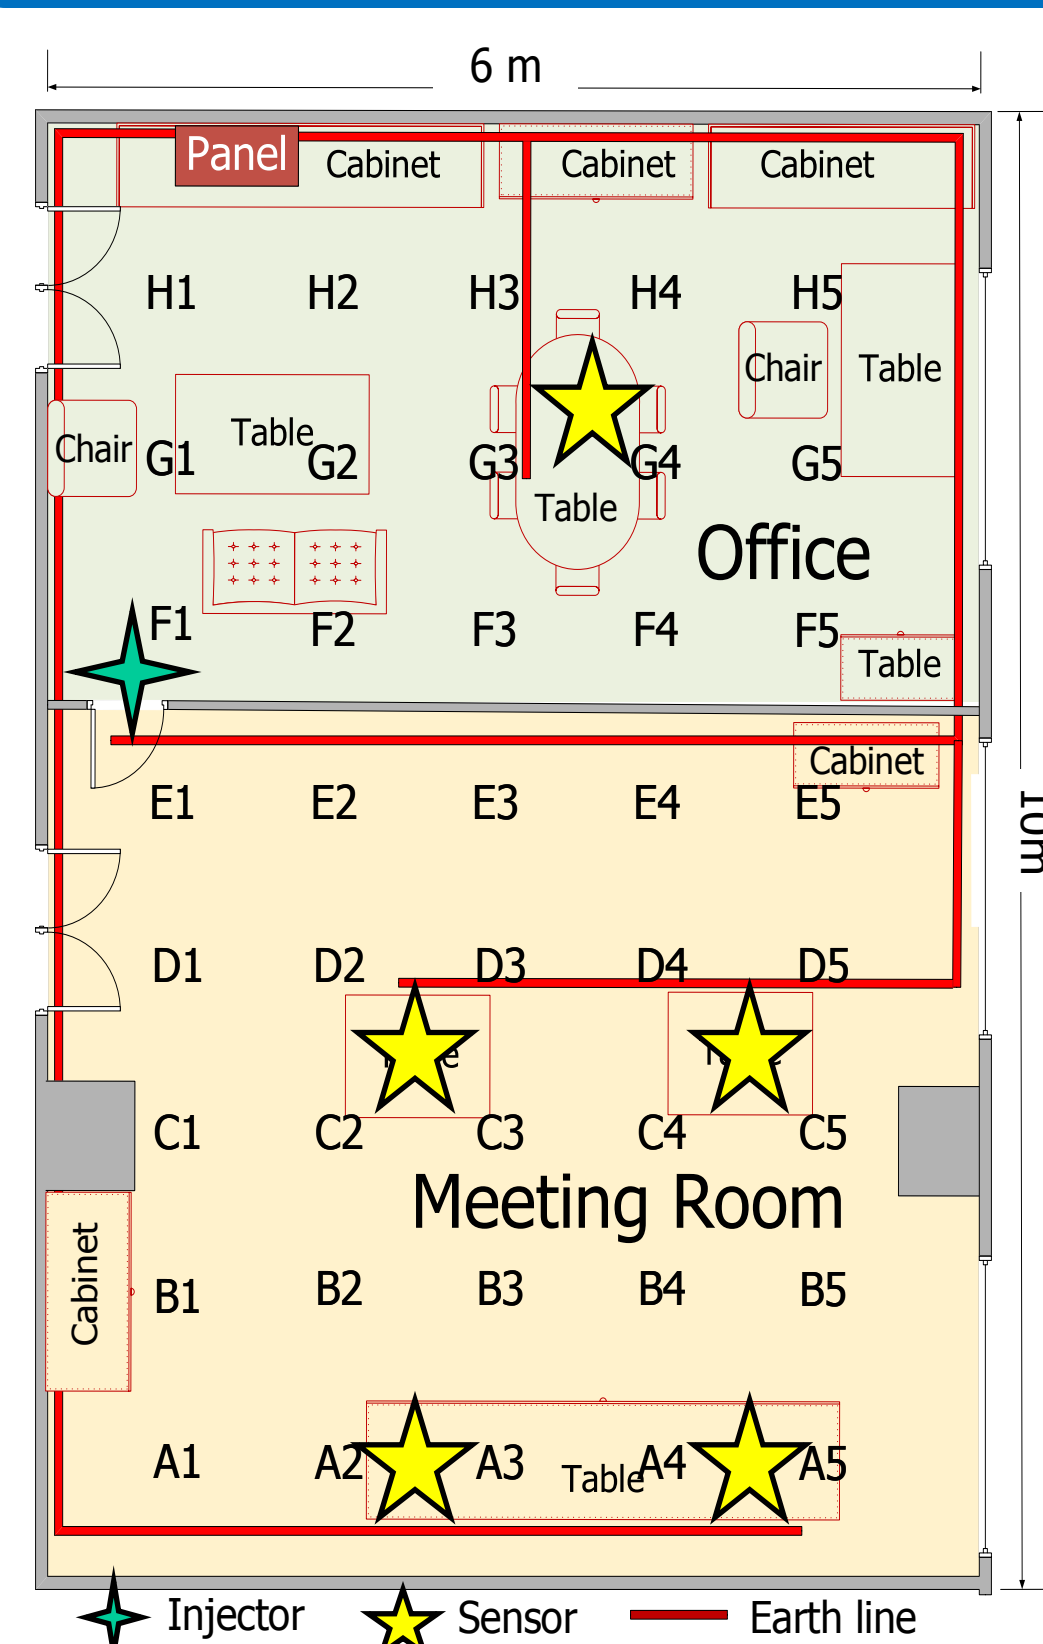 6 m
Panel
Cabinet
Cabinet
Cabinet
H1 H2 H3 H4 H5
Chair
Table
Chair
Table
G1 G2 G3 G4 G5
Table
Office
F1 F2 F3 F4 F5
Table
Cabinet
10m
E1 E2 E3 E4 E5
D1 D2 D3 D4 D5
C1 C2 C3 C4 C5
Meeting Room
Cabinet
B1 B2 B3 B4 B5
A1 A2 A3 A4 A5
Table
Injector
Sensor
Earth line